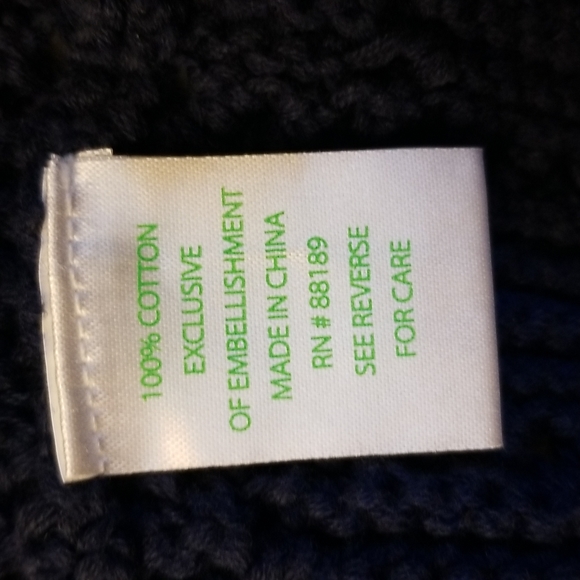 100% COTTON
EXCLUSIVE
OF EMBELLISHMENT
MADE IN CHINA
RN # 88189
SEE REVERSE
FOR CARE